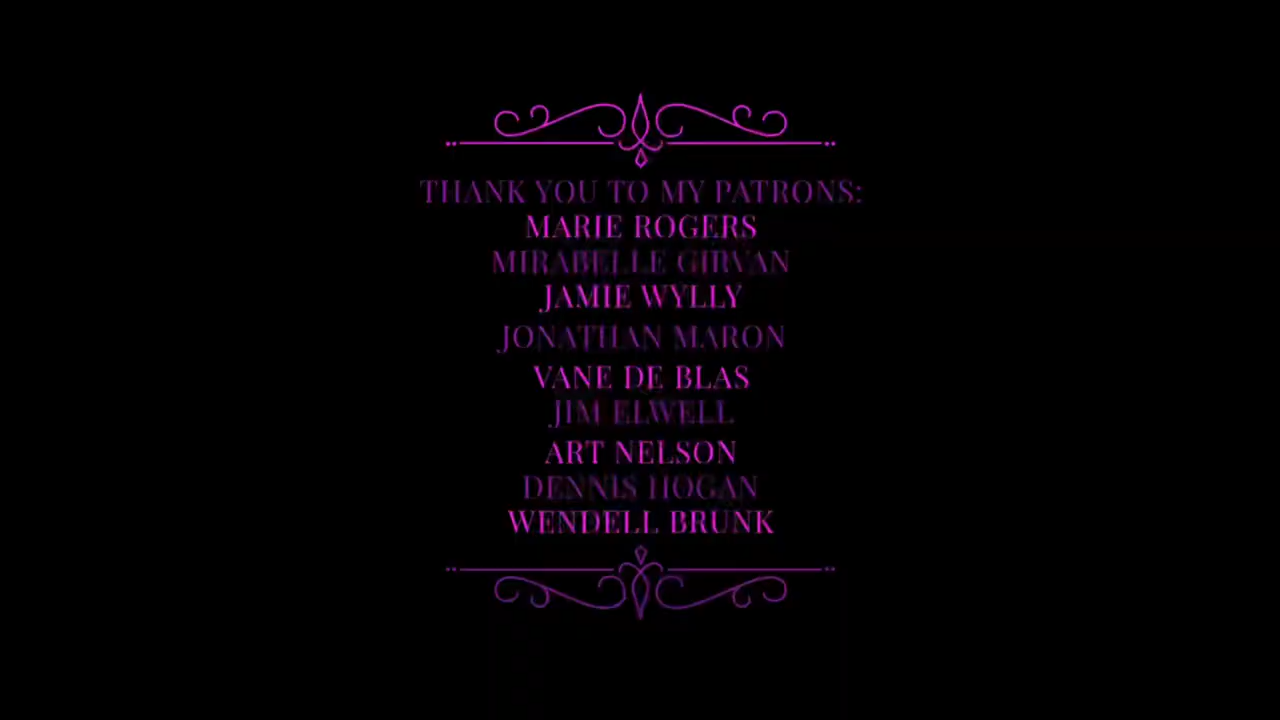 THANK YOU TO MY PATRONS:
MARIE ROGERS
MIRABELLE GIRVAN
JAMIE WYLLY
JONATHAN MARON
VANE DE BLAS
JIM ELWELL
ART NELSON
DENNIS HOGAN
WENDELL BRUNK